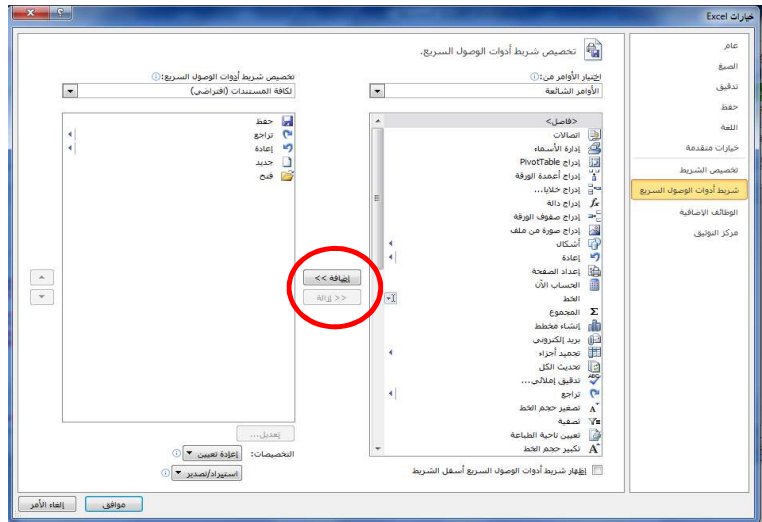 خيارات Excel
عام
الصيغ
تدقيق
حفظ
اللغة
خيارات متقدمة
تخصيص الشريط
شريط أدوات الوصول السريع
الوظائف الإضافية
مركز التوثيق
تخصيص شريط أدوات الوصول السريع.
اختيار الأوامر من:
الأوامر الشائعة
<فاصل>
اتصالات
إدارة الأسماء
إدراج PivotTable
إدراج أعمدة الورقة
إدراج خلايا...
إدراج دالة
إدراج صفوف الورقة
إدراج صورة من ملف
أشكال
إعادة
إعداد الصفحة
الحساب الآن
الخط
المجموع
إنشاء مخطط
بريد إلكتروني
تجميد أجزاء
تحديث الكل
تدقيق إملائي...
تراجع
تصغير حجم الخط
تصفية
تعيين ناحية الطباعة
تكبير حجم الخط
إظهار شريط أدوات الوصول السريع أسفل الشريط
إضافة >>
<< إزالة
تخصيص شريط أدوات الوصول السريع:
لكافة المستندات (افتراضي)
حفظ
تراجع
إعادة
جديد
فتح
تعديل...
التخصيصات:
إعادة تعيين
استيراد/تصدير
موافق
إلغاء الأمر